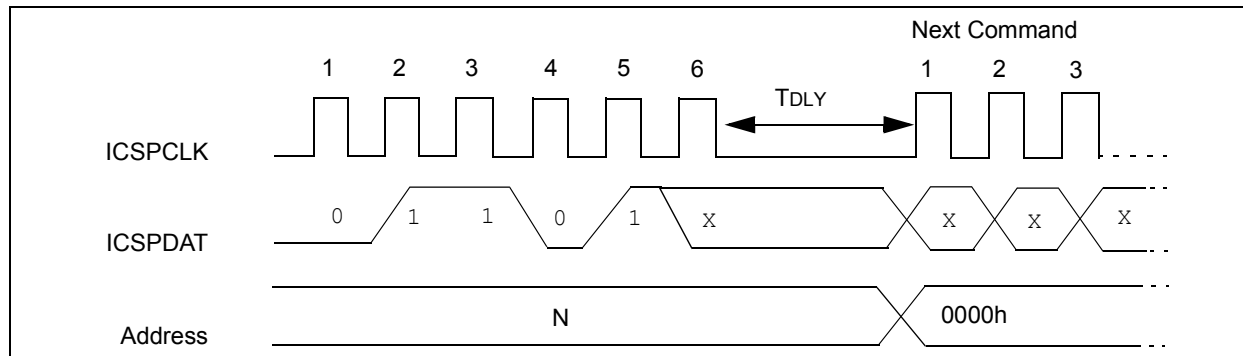 Next Command
1 2 3 4 5 6 1 2 3
TDLY
ICSPCLK
0 1 1 0 1 X X X X
ICSPDAT
N 0000h
Address